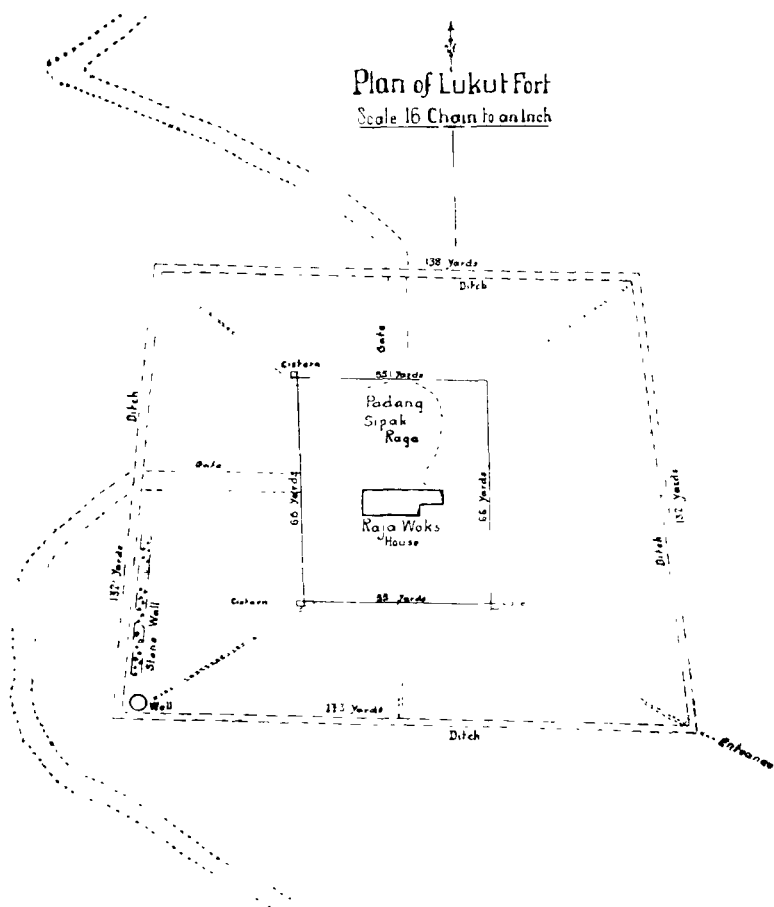 Plan of Lukut Fort
Scale 16 Chain to an Inch
138 Yards
Ditch
Gate
Cistern
55 Yards
Padang
Sipak
Raga
Ditch
Gate
66 Yards
66 Yards
132 Yards
Raja Woks
House
Ditch
132 Yards
Stone Wall
Cistern
55 Yards
Well
173 Yards
Ditch
Entrance